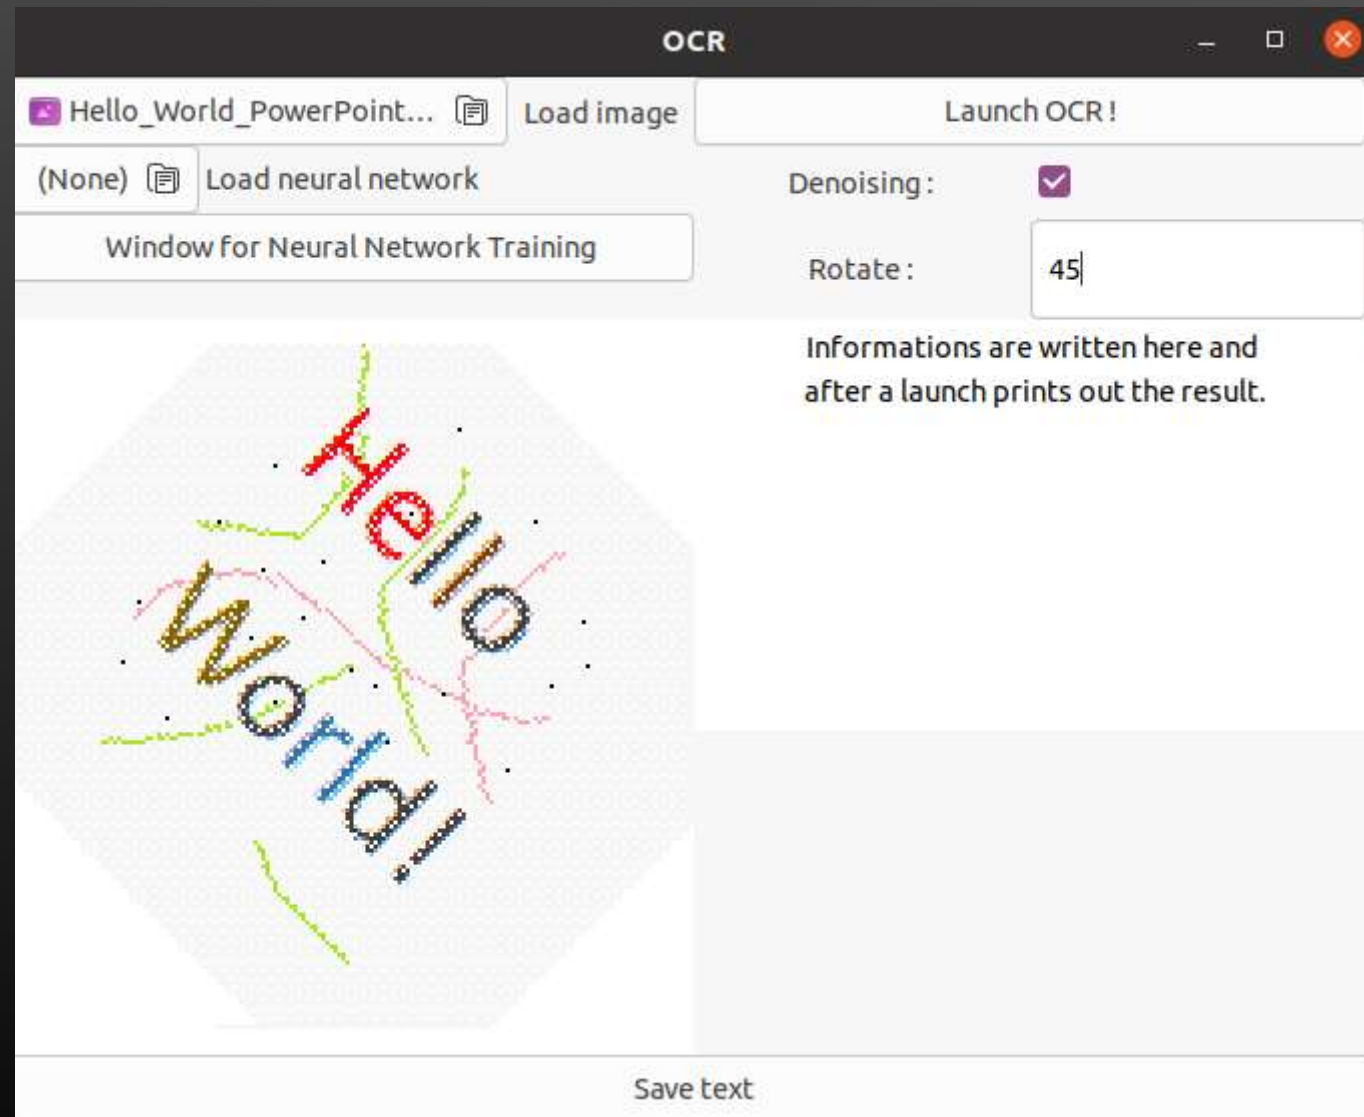 OCR
Hello_World_PowerPoint... Load image Launch OCR !
(None) Load neural network Denoising :
Window for Neural Network Training
Rotate : 45
Informations are written here and
after a launch prints out the result.
Hello
World!
Save text